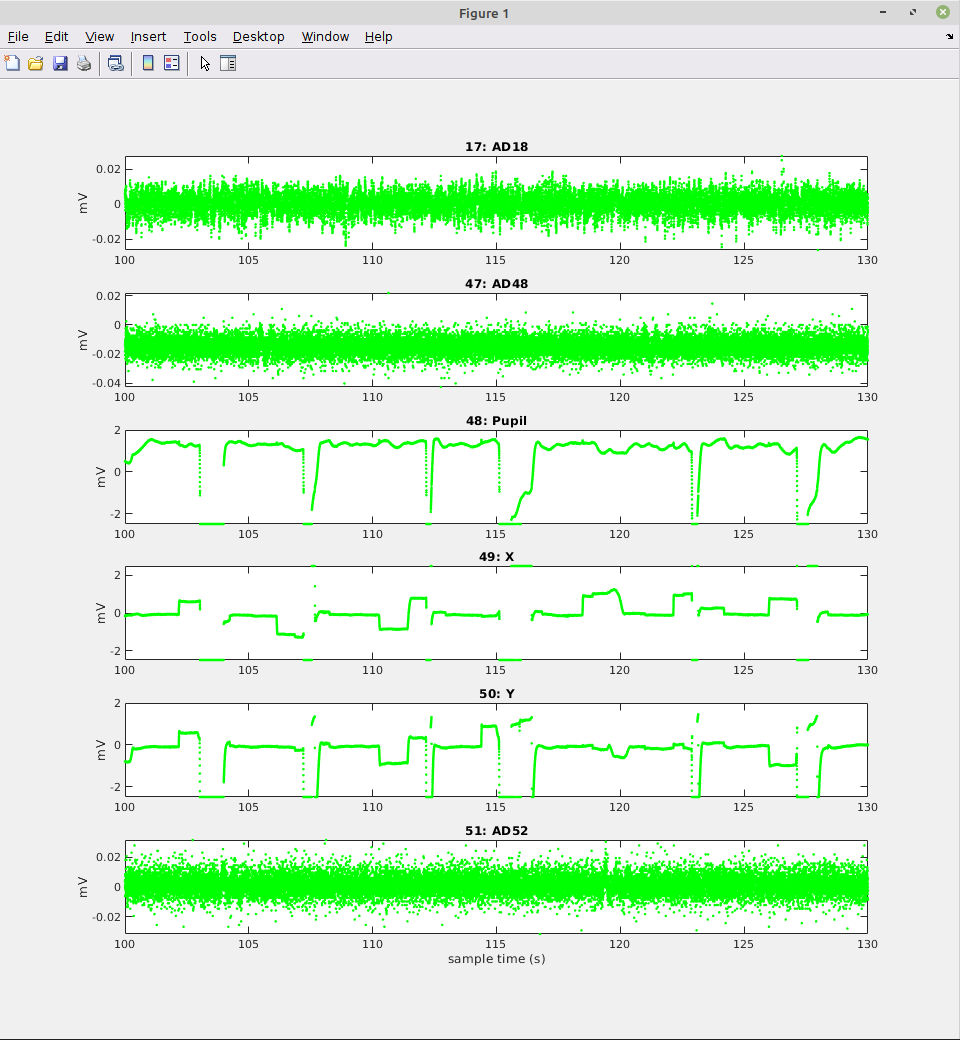 Figure 1
File Edit View Insert Tools Desktop Window Help
17: AD18
mV
0.02
0
-0.02
100 105 110 115 120 125 130
47: AD48
mV
0.02
0
-0.02
-0.04
100 105 110 115 120 125 130
48: Pupil
mV
2
0
-2
100 105 110 115 120 125 130
49: X
mV
2
0
-2
100 105 110 115 120 125 130
50: Y
mV
2
0
-2
100 105 110 115 120 125 130
51: AD52
mV
0.02
0
-0.02
100 105 110 115 120 125 130
sample time (s)